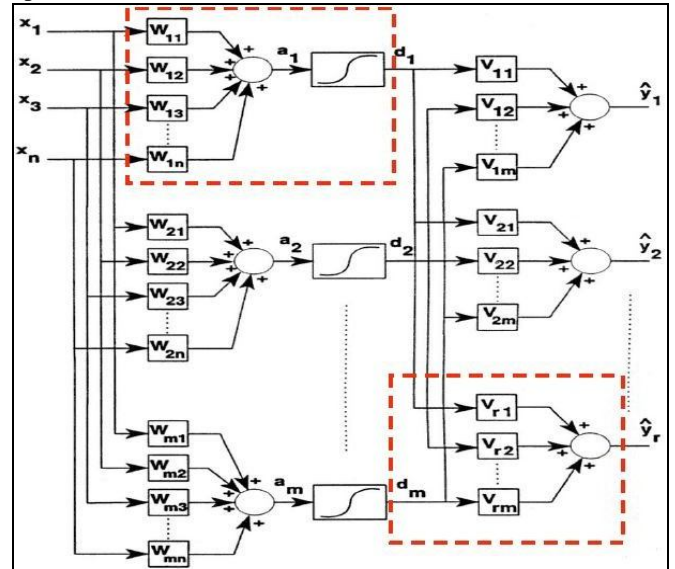 x1
x2
x3
xn
W11
W12
W13
W1n
+ + + +
a1
d1
V11
V12
V1m
+ + +
ŷ1
W21
W22
W23
W2n
+ + + +
a2
d2
V21
V22
V2m
+ + +
ŷ2
Wm1
Wm2
Wm3
Wmn
+ + + +
am
dm
Vr1
Vr2
Vrm
+ + +
ŷr